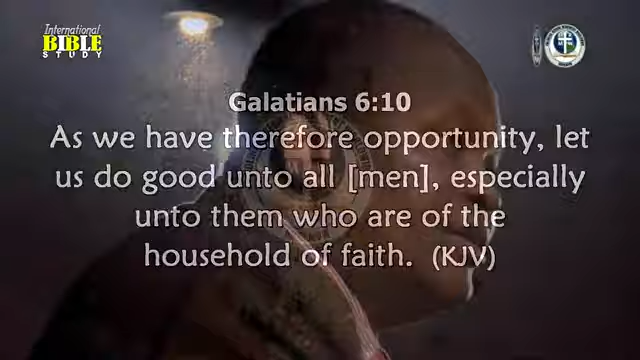 International
BIBLE
STUDY
Galatians 6:10
As we have therefore opportunity, let
us do good unto all [men], especially
unto them who are of the
household of faith. (KJV)